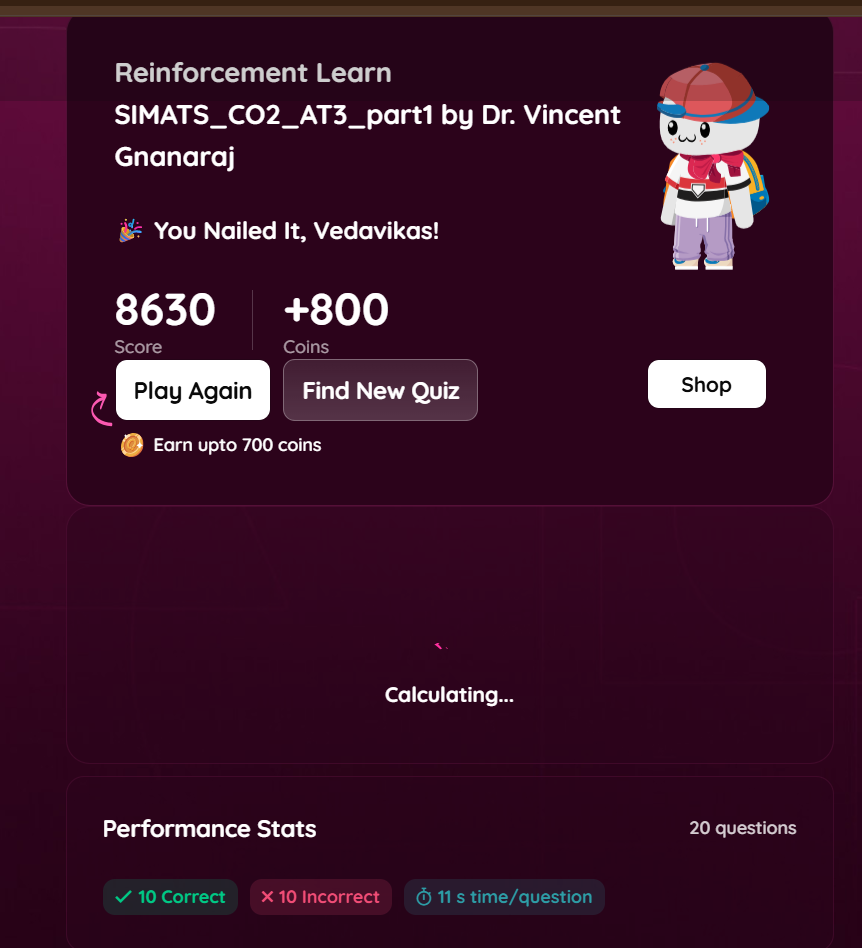 Reinforcement Learn
SIMATS_CO2_AT3_part1 by Dr. Vincent
Gnanaraj
You Nailed It, Vedavikas!
8630
+800
Score
Coins
Play Again
Find New Quiz
Shop
Earn upto 700 coins
Calculating...
Performance Stats
20 questions
10 Correct
10 Incorrect
11 s time/question